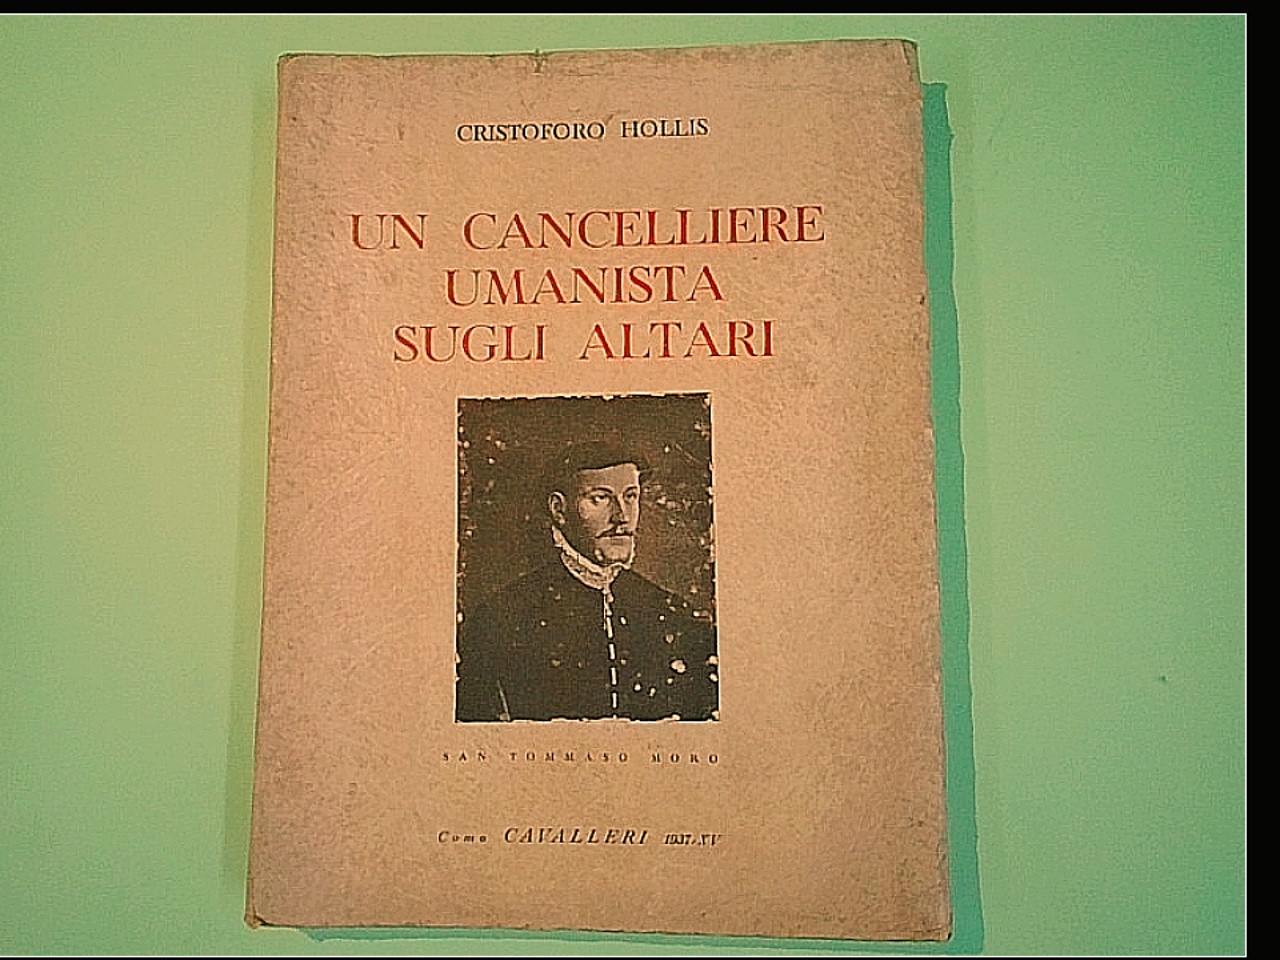 CRISTOFORO HOLLIS
UN CANCELLIERE
UMANISTA
SUGLI ALTARI
SAN TOMMASO MORO
Como CAVALLERI 1937-XV